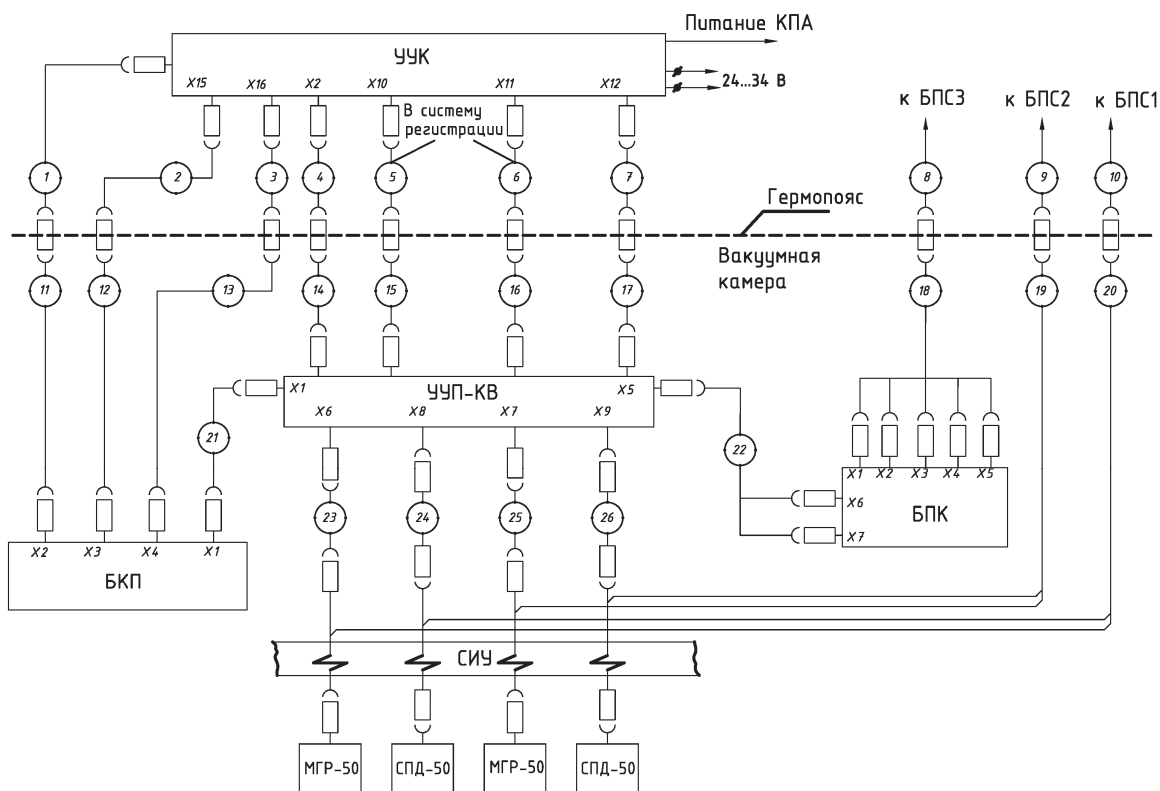 Питание КПА
УУК
24...34 В
X15
X16
X2
X10
X11
X12
В систему
регистрации
к БПС3
к БПС2
к БПС1
1
2
3
4
5
6
7
8
9
10
Гермопояс
Вакуумная
камера
11
12
13
14
15
16
17
18
19
20
X1
УУП-КВ
X5
X6
X8
X7
X9
21
22
X1
X2
X3
X4
X5
X6
БПК
X7
23
24
25
26
X2
X3
X4
X1
БКП
СИУ
МГР-50
СПД-50
МГР-50
СПД-50